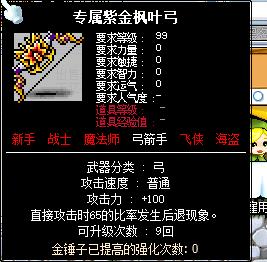 专属紫金枫叶弓
要求等级: 99
要求力量: 0
要求敏捷: 0
要求智力: 0
要求运气: 0
要求人气度: -
道具等级: -
道具经验值: -
新手 战士 魔法师 弓箭手 飞侠 海盗
武器分类 : 弓
攻击速度 : 普通
攻击力 : +100
直接攻击时65的比率发生后退现象。
可升级次数 : 9回
金锤子已提高的强化次数: 0